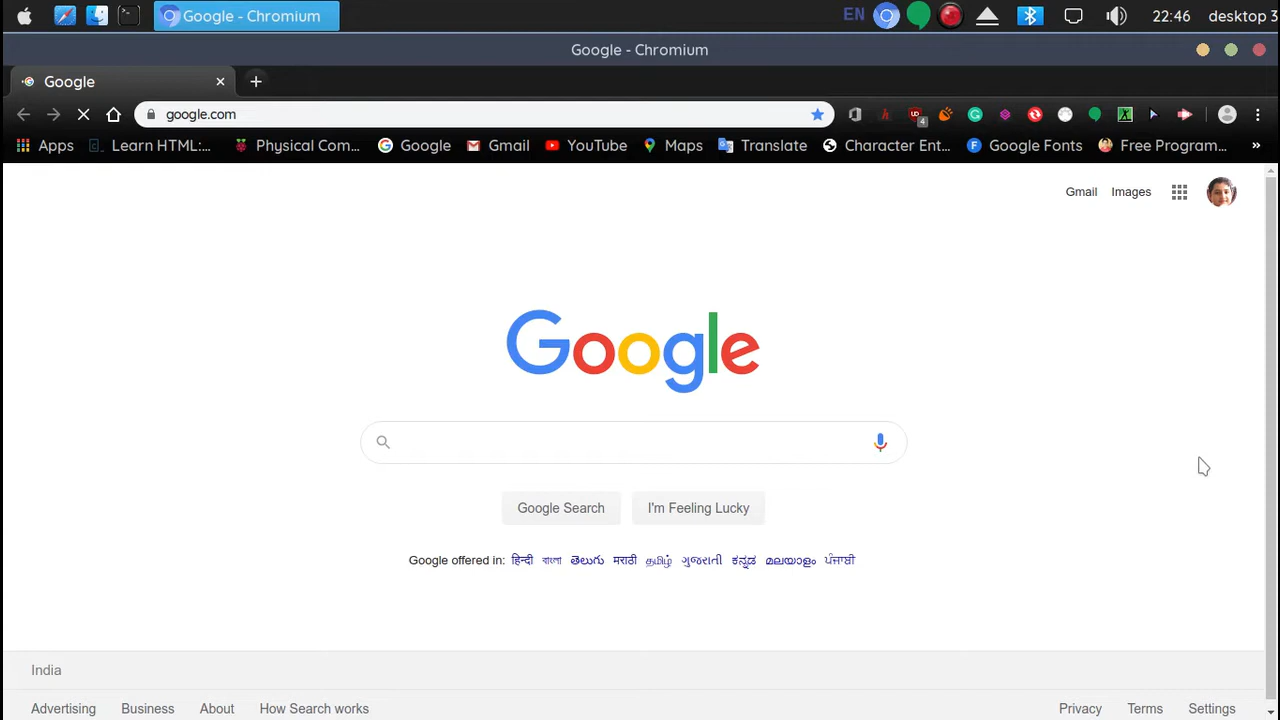 Google - Chromium EN 22:46 desktop 3
Google - Chromium
Google
google.com
Apps Learn HTML:... Physical Com... Google Gmail YouTube Maps Translate Character Ent... Google Fonts Free Program... »
Gmail Images
Google
Google Search I'm Feeling Lucky
Google offered in: हिन्दी বাংলা తెలుగు मराठी தமிழ் ગુજરાતી ಕನ್ನಡ മലയാളം ਪੰਜਾਬੀ
India
Advertising Business About How Search works Privacy Terms Settings